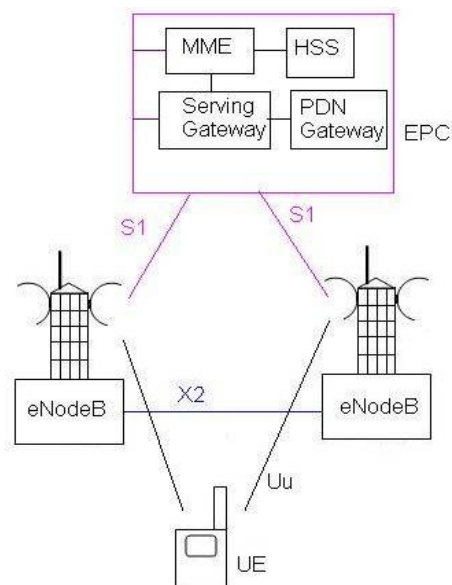 MME
HSS
Serving
Gateway
PDN
Gateway
EPC
S1
S1
eNodeB
X2
eNodeB
Uu
UE